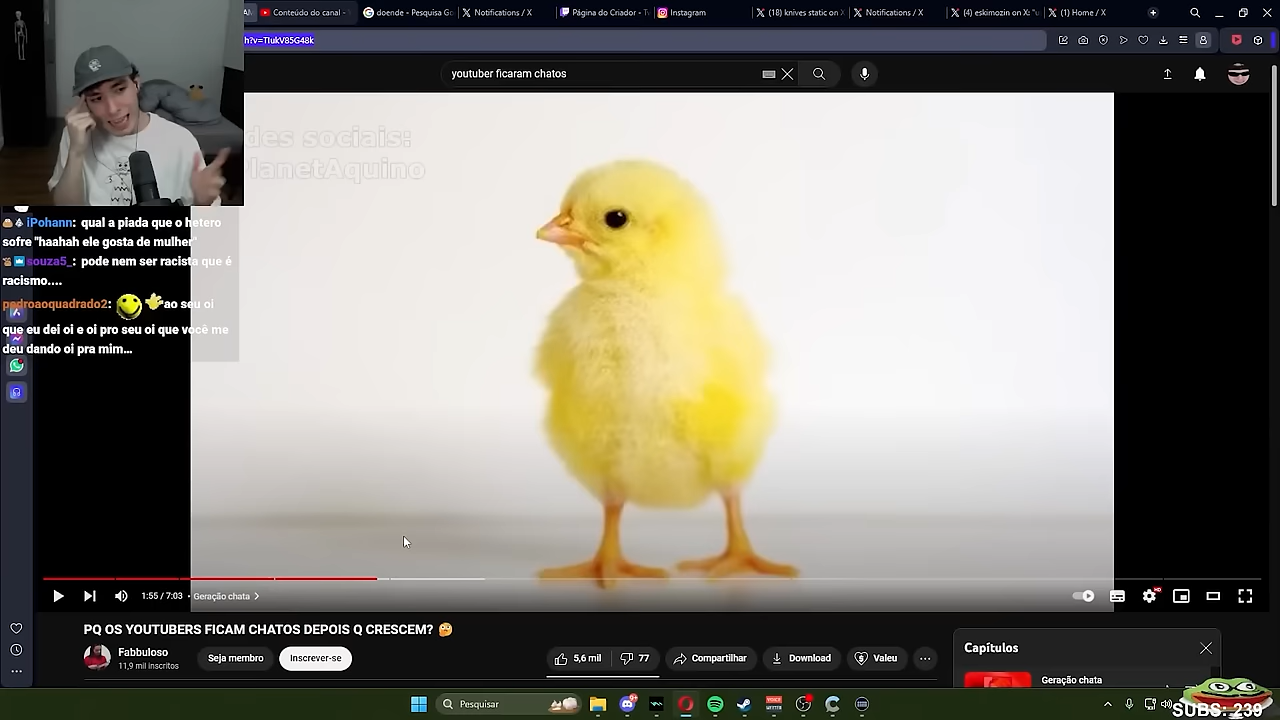 Conteúdo do canal -
doende - Pesquisa Go
Notifications / X
Página do Criador - Tw
Instagram
(18) knives static on X
Notifications / X
(4) eskimozin on X: "u
(1) Home / X
h?v=TIukV85G48k
youtuber ficaram chatos
des sociais:
PlanetAquino
iPohann: qual a piada que o hetero
sofre "haahah ele gosta de mulher"
souza5_: pode nem ser racista que é
racismo....
pedroaoquadrado2: ao seu oi
que eu dei oi e oi pro seu oi que você me
deu dando oi pra mim...
1:55 / 7:03 • Geração chata
HD
PQ OS YOUTUBERS FICAM CHATOS DEPOIS Q CRESCEM? 🤔
Fabbuloso
11,9 mil inscritos
Seja membro
Inscrever-se
5,6 mil
77
Compartilhar
Download
Valeu
Capítulos
Geração chata
Pesquisar
SUBS: 239